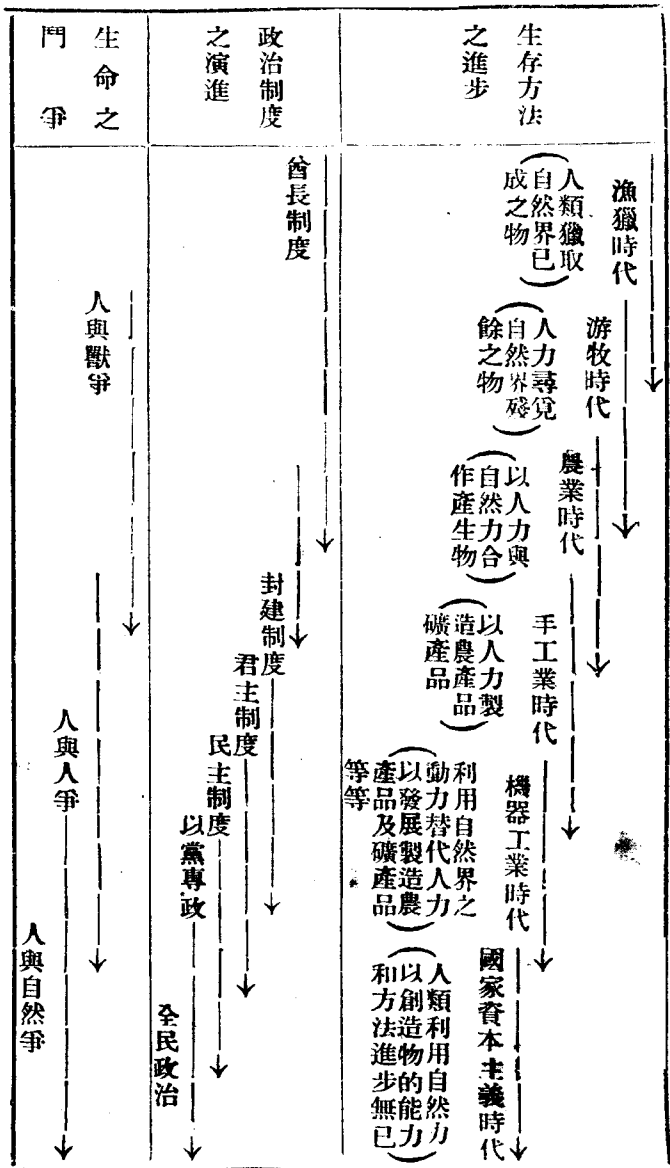 生存方法
之進步
漁獵時代
人類獵取
自然界已
成之物
游牧時代
人力尋覓
自然界殘
餘之物
農業時代
以人力與
自然力合
作產生物
手工業時代
以人力製
造農產品
礦產品
機器工業時代
利用自然界之
動力替代人力
以發展製造農
產品及礦產品
等等
國家資本主義時代
人類利用自然力
以創造物的能力
和方法進步無已
政治制度
之演進
酋長制度
封建制度
君主制度
民主制度
以黨專政
全民政治
生命之
鬥爭
人與獸爭
人與人爭
人與自然爭